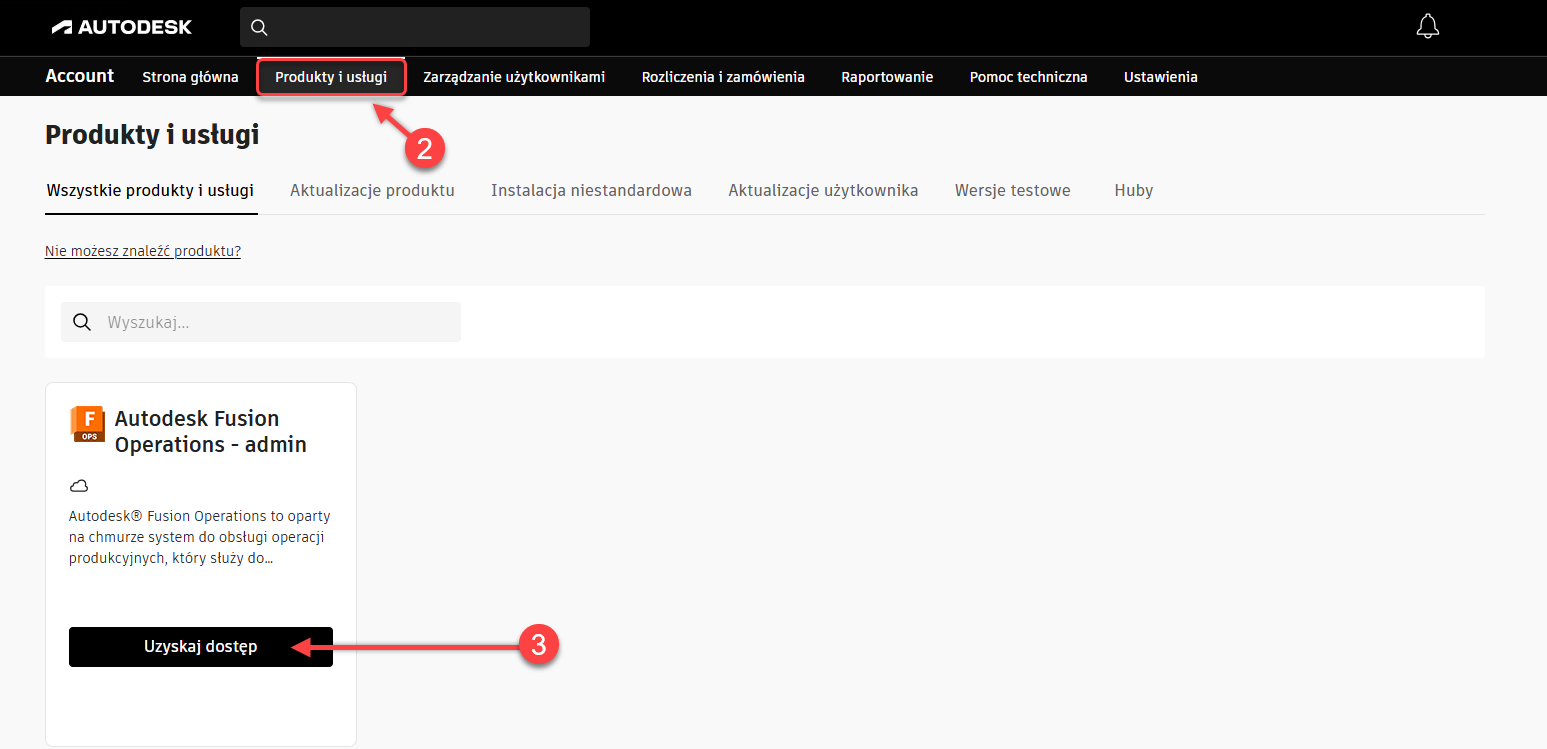 AUTODESK
Account Strona główna Produkty i usługi Zarządzanie użytkownikami Rozliczenia i zamówienia Raportowanie Pomoc techniczna Ustawienia
Produkty i usługi
2
Wszystkie produkty i usługi Aktualizacje produktu Instalacja niestandardowa Aktualizacje użytkownika Wersje testowe Huby
Nie możesz znaleźć produktu?
Wyszukaj...
F
OPS
Autodesk Fusion
Operations - admin
Autodesk® Fusion Operations to oparty
na chmurze system do obsługi operacji
produkcyjnych, który służy do...
Uzyskaj dostęp
3